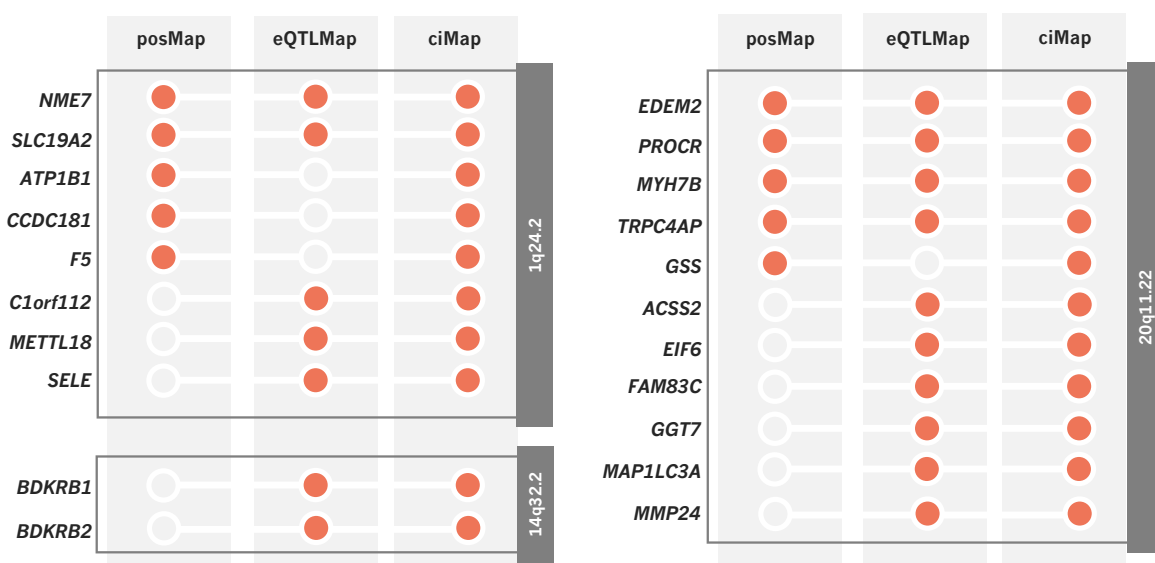 posMap eQTLMap ciMap
NME7
SLC19A2
ATP1B1
CCDC181
F5
C1orf112
METTL18
SELE
1q24.2
BDKRB1
BDKRB2
14q32.2
posMap eQTLMap ciMap
EDEM2
PROCR
MYH7B
TRPC4AP
GSS
ACSS2
EIF6
FAM83C
GGT7
MAP1LC3A
MMP24
20q11.22